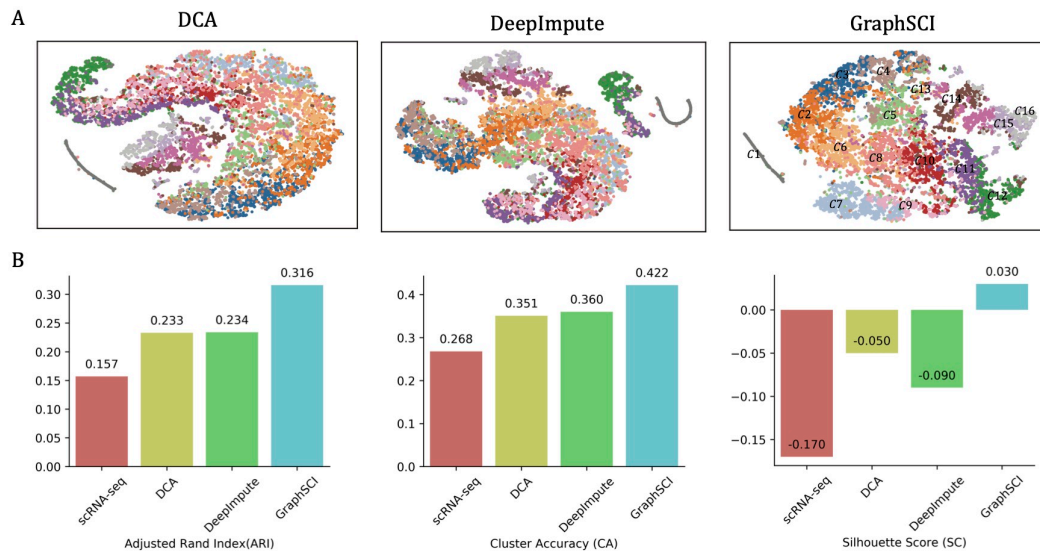 A
DCA
DeepImpute
GraphSCI
C1
C2
C3
C4
C5
C6
C7
C8
C9
C10
C11
C12
C13
C14
C15
C16
B
0.30
0.25
0.20
0.15
0.10
0.05
0.00
0.157
0.233
0.234
0.316
scRNA-seq
DCA
DeepImpute
GraphSCI
Adjusted Rand Index(ARI)
0.4
0.3
0.2
0.1
0.0
0.268
0.351
0.360
0.422
scRNA-seq
DCA
DeepImpute
GraphSCI
Cluster Accuracy (CA)
0.00
−0.05
−0.10
−0.15
-0.170
-0.050
-0.090
0.030
scRNA-seq
DCA
DeepImpute
GraphSCI
Silhouette Score (SC)